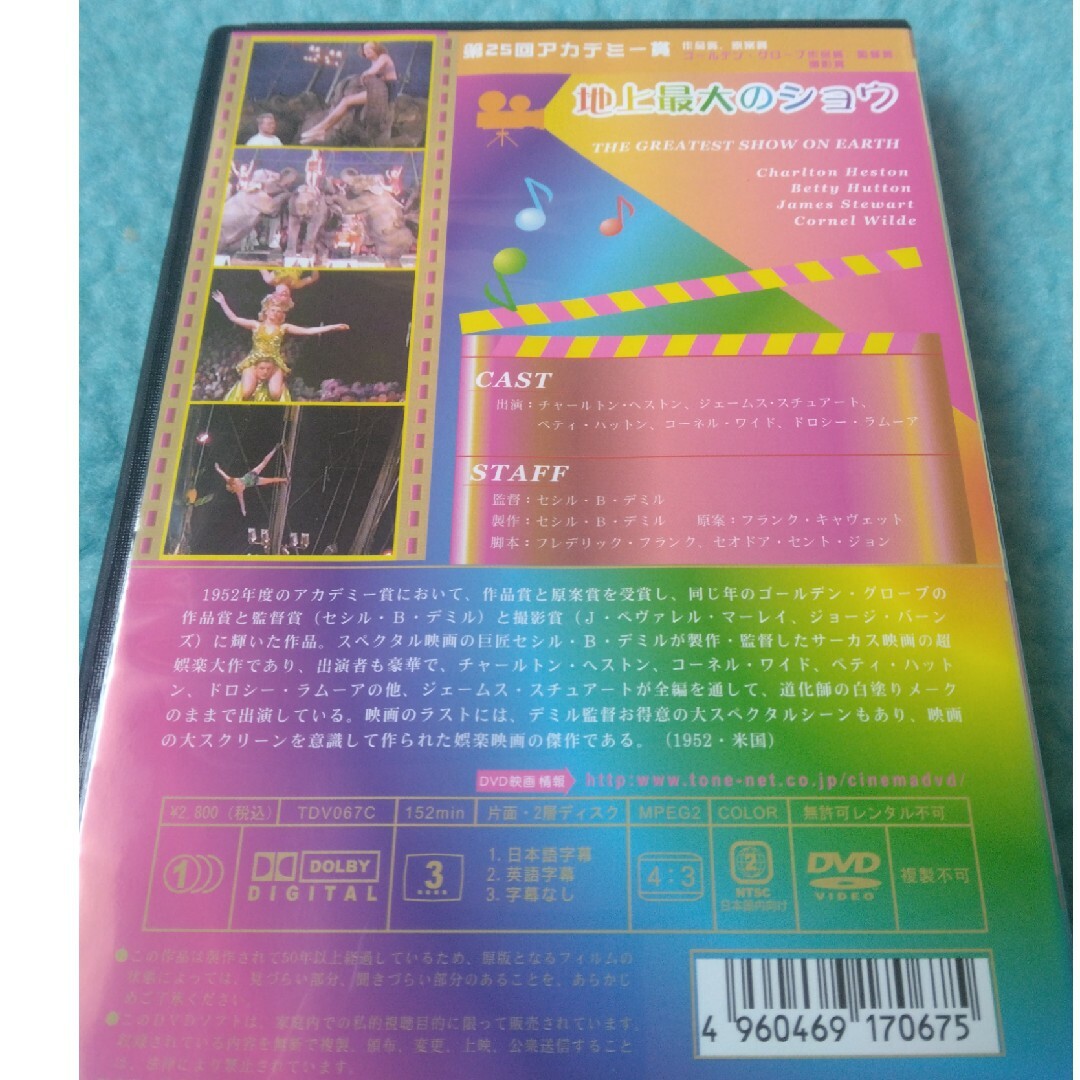 第25回アカデミー賞 作品賞、原案賞
ゴールデン・グローブ作品賞 監督賞
撮影賞
地上最大のショウ
THE GREATEST SHOW ON EARTH
Charlton Heston
Betty Hutton
James Stewart
Cornel Wilde
CAST
出演：チャールトン・ヘストン、ジェームス・スチュアート、
ベティ・ハットン、コーネル・ワイド、ドロシー・ラムーア
STAFF
監督：セシル・B・デミル
製作：セシル・B・デミル 原案：フランク・キャヴェット
脚本：フレデリック・フランク、セオドア・セント・ジョン
1952年度のアカデミー賞において、作品賞と原案賞を受賞し、同じ年のゴールデン・グローブの
作品賞と監督賞（セシル・B・デミル）と撮影賞（J・ペヴァレル・マーレイ、ジョージ・バーン
ズ）に輝いた作品。スペクタル映画の巨匠セシル・B・デミルが製作・監督したサーカス映画の超
娯楽大作であり、出演者も豪華で、チャールトン・ヘストン、コーネル・ワイド、ベティ・ハット
ン、ドロシー・ラムーアの他、ジェームス・スチュアートが全編を通して、道化師の白塗りメーク
のままで出演している。映画のラストには、デミル監督お得意の大スペクタルシーンもあり、映画
の大スクリーンを意識して作られた娯楽映画の傑作である。（1952・米国）
DVD映画情報 http:www.tone-net.co.jp/cinemadvd/
¥2,800（税込） TDV067C 152min 片面・2層ディスク MPEG2 COLOR 無許可レンタル不可
1 DOLBY DIGITAL 3
1. 日本語字幕
2. 英語字幕
3. 字幕なし
4:3
2 NTSC 日本国内向け
DVD VIDEO
複製不可
●この作品は製作されて50年以上経過しているため、原版となるフィルムの
状態によっては、見づらい部分、聞きづらい部分のあることを、あらかじ
めご了承ください。
●このDVDソフトは、家庭内での私的視聴目的に限って販売されています。
収録されている内容を無断で複製、頒布、変更、上映、公衆送信すること
は、法律により禁止されています。
4 960469 170675